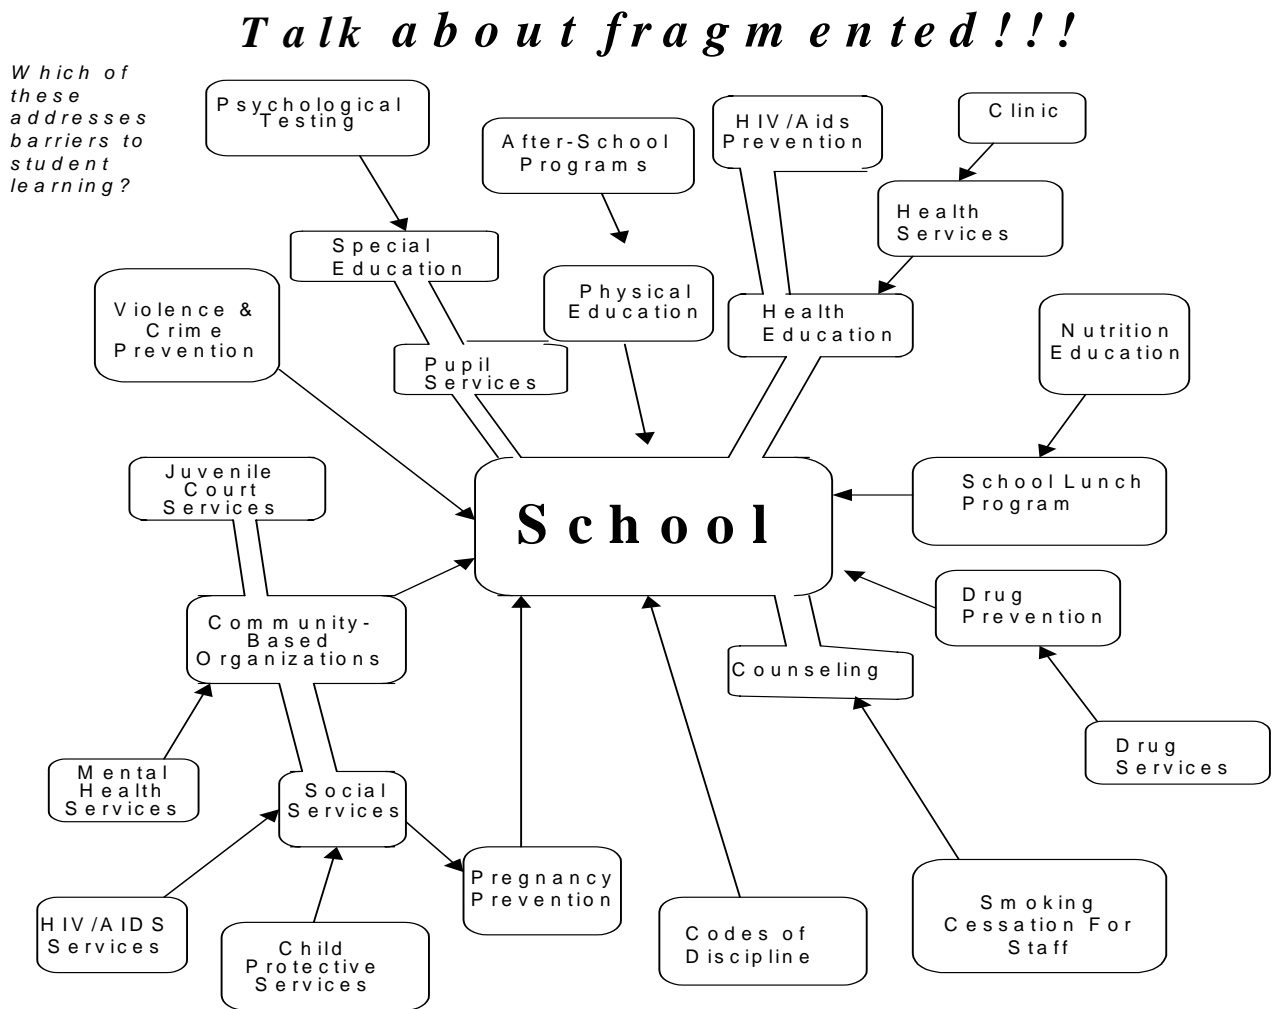 Talk about fragmented!!!
Which of
these
addresses
barriers to
student
learning?
Psychological
Testing
After-School
Programs
HIV/Aids
Prevention
Clinic
Health
Services
Special
Education
Violence &
Crime
Prevention
Physical
Education
Health
Education
Nutrition
Education
Pupil
Services
Juvenile
Court
Services
School
School Lunch
Program
Community-
Based
Organizations
Drug
Prevention
Counseling
Mental
Health
Services
Social
Services
Drug
Services
Pregnancy
Prevention
HIV/AIDS
Services
Child
Protective
Services
Codes of
Discipline
Smoking
Cessation For
Staff